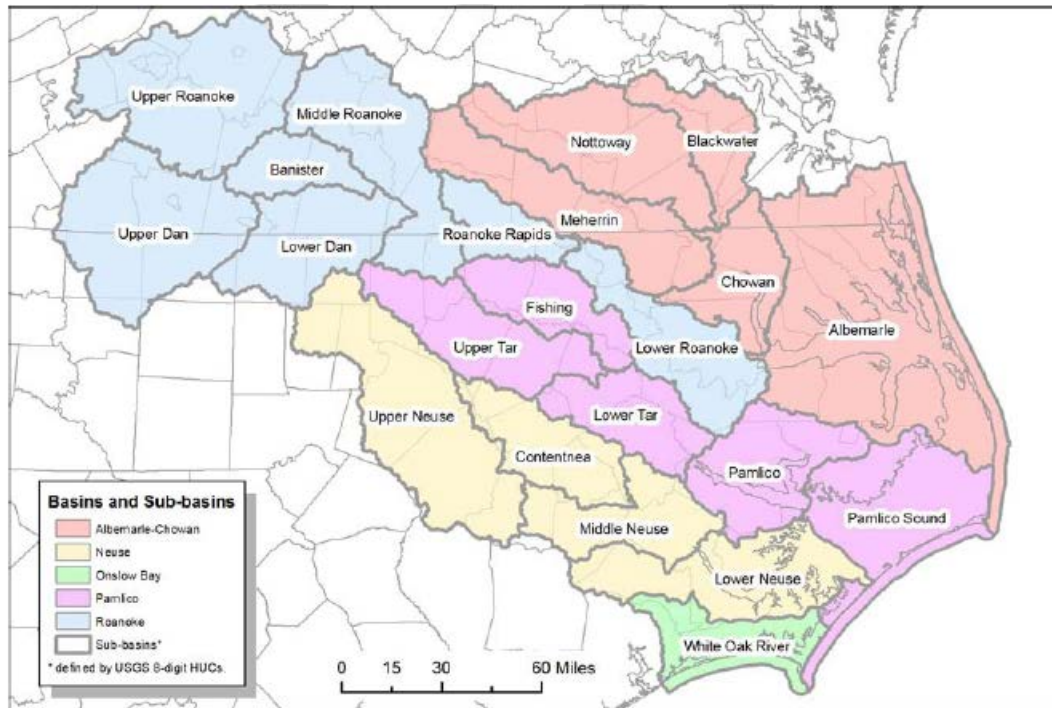 Upper Roanoke
Middle Roanoke
Nottoway
Blackwater
Banister
Meherrin
Upper Dan
Lower Dan
Roanoke Rapids
Chowan
Fishing
Albemarle
Upper Tar
Lower Roanoke
Upper Neuse
Lower Tar
Contentnea
Pamlico
Middle Neuse
Pamlico Sound
Lower Neuse
White Oak River
Basins and Sub-basins
Albemarle-Chowan
Neuse
Onslow Bay
Pamlico
Roanoke
Sub-basins*
* defined by USGS 8-digit HUCs.
0 15 30 60 Miles